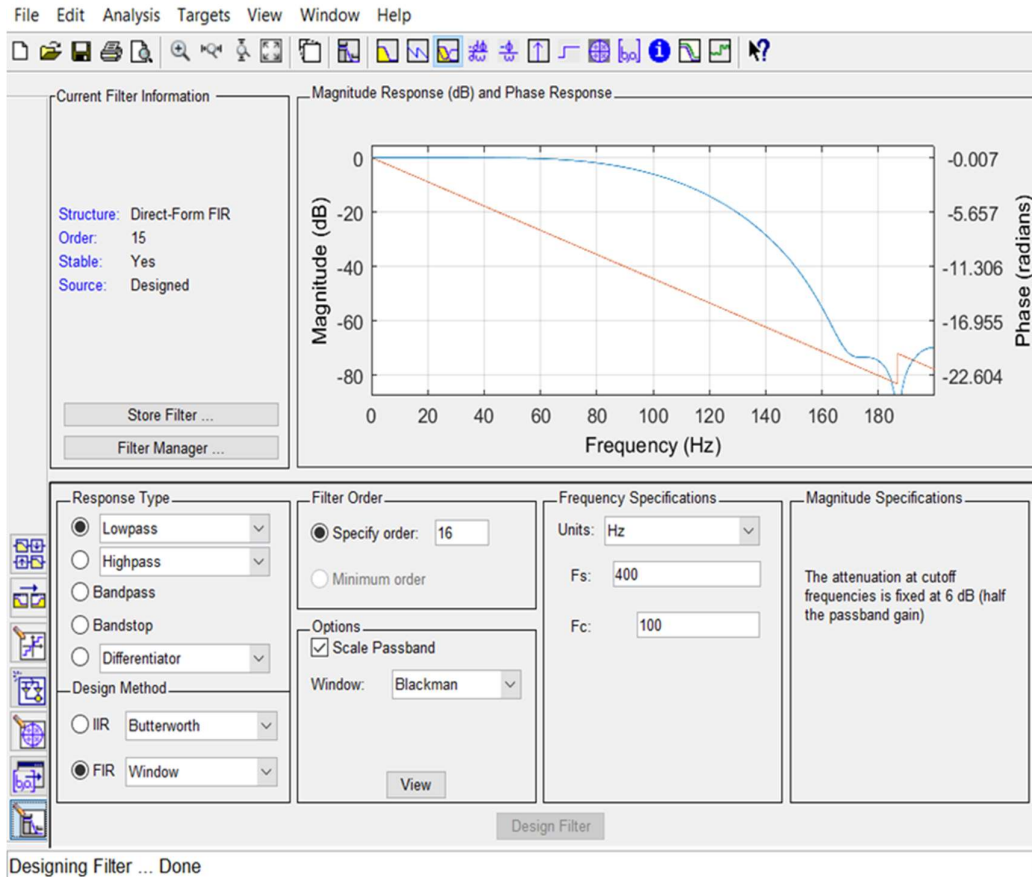 File Edit Analysis Targets View Window Help
Current Filter Information
Structure: Direct-Form FIR
Order: 15
Stable: Yes
Source: Designed
Store Filter ...
Filter Manager ...
Magnitude Response (dB) and Phase Response
Magnitude (dB)
0
-20
-40
-60
-80
0 20 40 60 80 100 120 140 160 180
Frequency (Hz)
-0.007
-5.657
-11.306
-16.955
-22.604
Phase (radians)
Response Type
Lowpass
Highpass
Bandpass
Bandstop
Differentiator
Design Method
IIR Butterworth
FIR Window
Filter Order
Specify order: 16
Minimum order
Options
Scale Passband
Window: Blackman
View
Frequency Specifications
Units: Hz
Fs: 400
Fc: 100
Magnitude Specifications
The attenuation at cutoff
frequencies is fixed at 6 dB (half
the passband gain)
Design Filter
Designing Filter ... Done